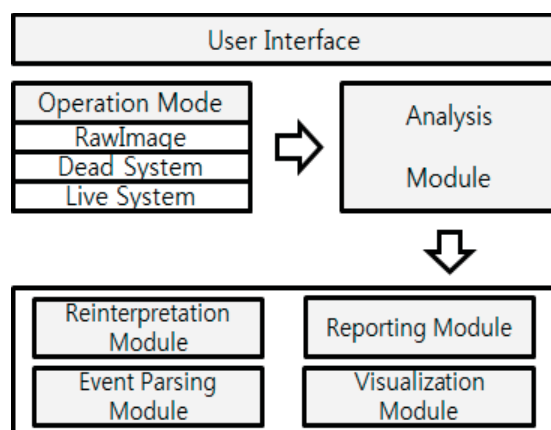 User Interface
Operation Mode
RawImage
Dead System
Live System
Analysis
Module
Reinterpretation
Module
Reporting Module
Event Parsing
Module
Visualization
Module